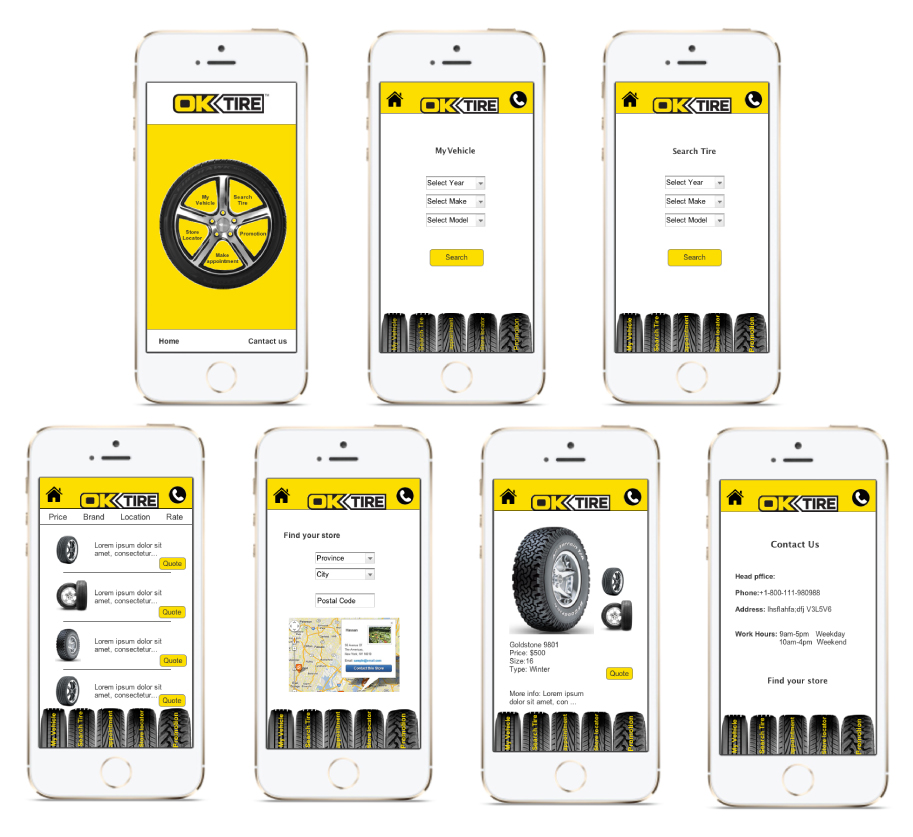 OK TIRE
My
Vehicle
Search
Tire
Store
Locator
Promotion
Make
appointment
Home
Contact us
OK TIRE
My Vehicle
Select Year
Select Make
Select Model
Search
My Vehicle
Search Tire
Appointment
Store locator
Promotion
OK TIRE
Search Tire
Select Year
Select Make
Select Model
Search
My Vehicle
Search Tire
Appointment
Store locator
Promotion
OK TIRE
Price Brand Location Rate
Lorem ipsum dolor sit
amet, consectetur...
Quote
Lorem ipsum dolor sit
amet, consectetur...
Quote
Lorem ipsum dolor sit
amet, consectetur...
Quote
Lorem ipsum dolor sit
amet, consectetur...
Quote
My Vehicle
Search Tire
Appointment
Store locator
Promotion
OK TIRE
Find your store
Province
City
Postal Code
Contact this Store
My Vehicle
Search Tire
Appointment
Store locator
Promotion
OK TIRE
Goldstone 9801
Price: $500
Size:16
Type: Winter
Quote
More info: Lorem ipsum
dolor sit amet, con ...
My Vehicle
Search Tire
Appointment
Store locator
Promotion
OK TIRE
Contact Us
Head pffice:
Phone:+1-800-111-980988
Address: lhsflahfa;dfj V3L5V6
Work Hours: 9am-5pm Weekday
10am-4pm Weekend
Find your store
My Vehicle
Search Tire
Appointment
Store locator
Promotion